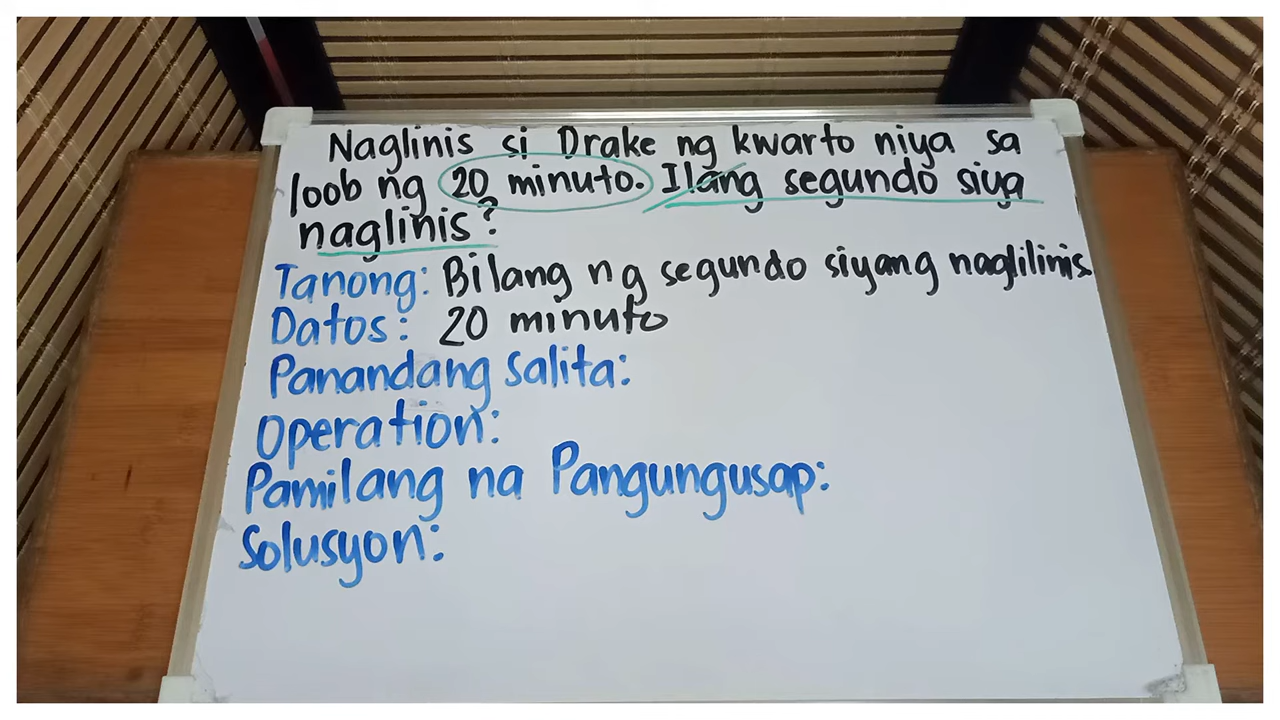 Naglinis si Drake ng kwarto niya sa
loob ng 20 minuto. Ilang segundo siya
naglinis?
Tanong: Bilang ng segundo siyang naglilinis.
Datos: 20 minuto
Panandang salita:
Operation:
Pamilang na Pangungusap:
Solusyon: